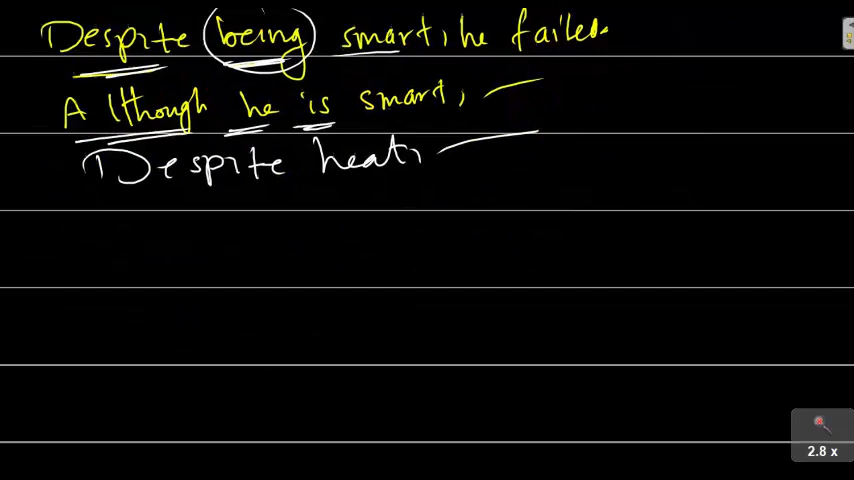 Despite being smart, he failed.
Although he is smart,
Despite heat,
2.8 x